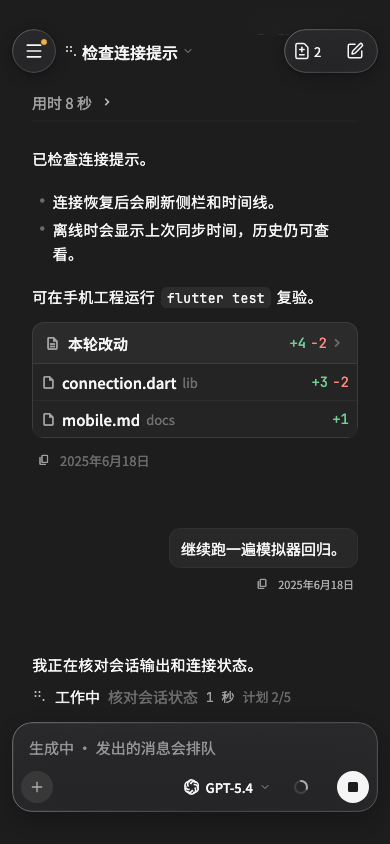 检查连接提示
2
用时 8 秒
已检查连接提示。
连接恢复后会刷新侧栏和时间线。
离线时会显示上次同步时间，历史仍可查
看。
可在手机工程运行 flutter test 复验。
本轮改动 +4 -2
connection.dart lib +3 -2
mobile.md docs +1
2025年6月18日
继续跑一遍模拟器回归。
2025年6月18日
我正在核对会话输出和连接状态。
工作中 核对会话状态 1 秒 计划 2/5
生成中 · 发出的消息会排队
GPT-5.4